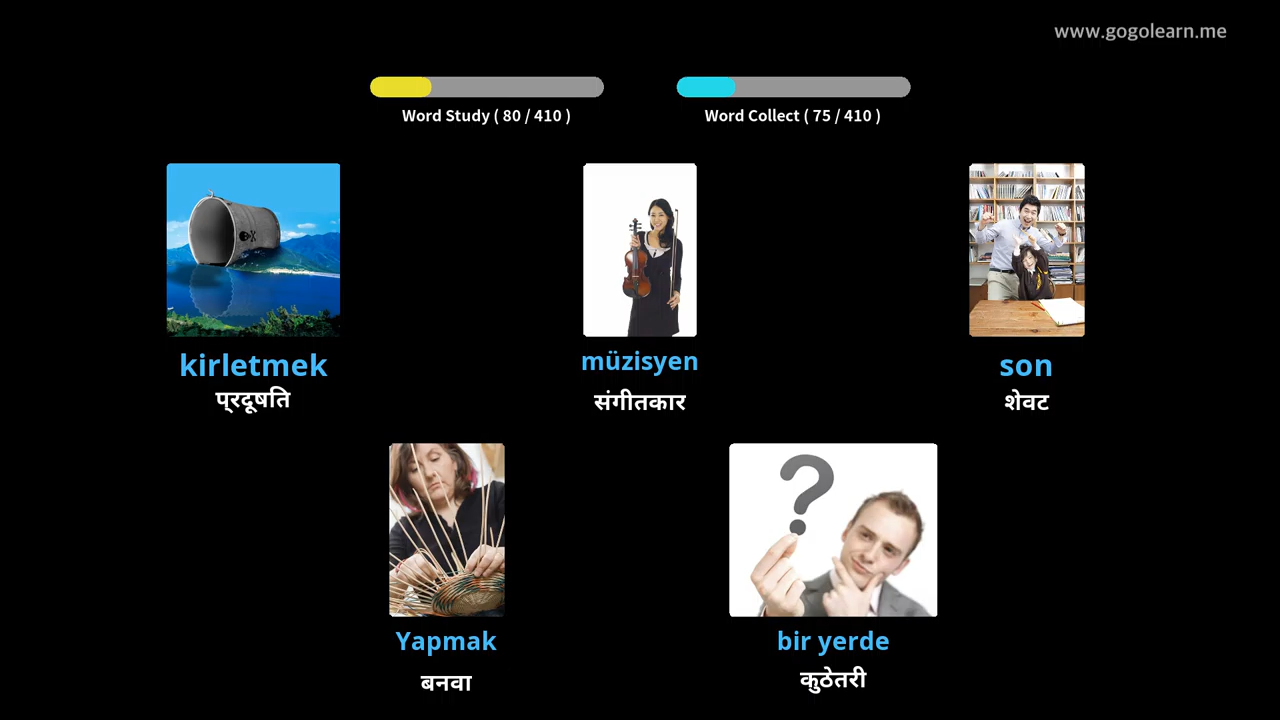 www.gogolearn.me
Word Study ( 80 / 410 )
Word Collect ( 75 / 410 )
kirletmek
प्रदूषति
müzisyen
संगीतकार
son
शेवट
Yapmak
बनवा
bir yerde
कुठेतरी